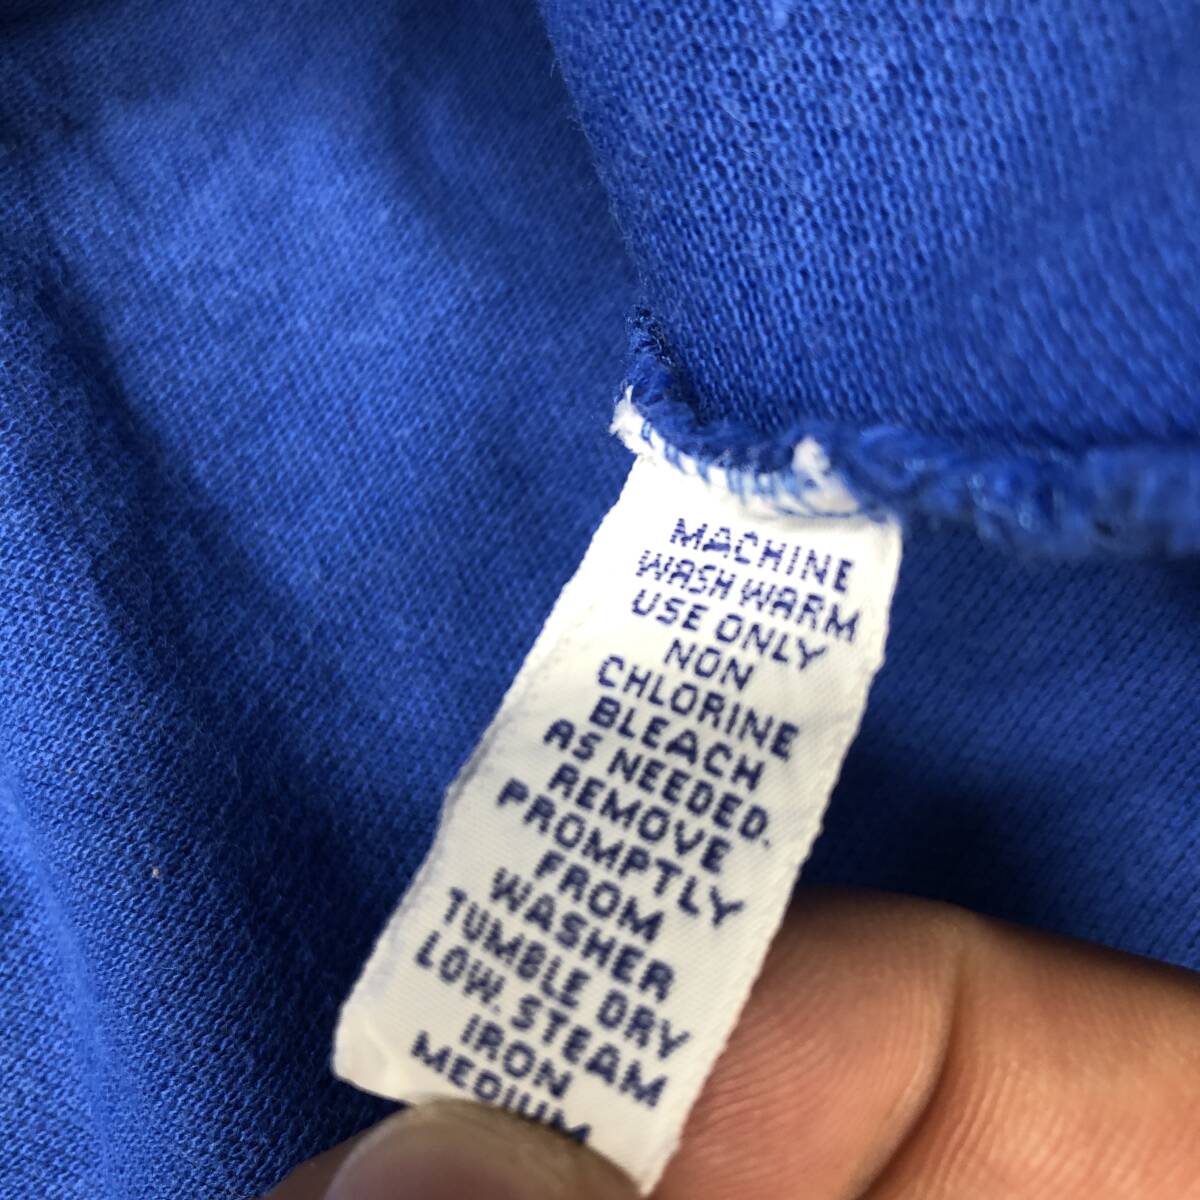 MACHINE
WASH WARM
USE ONLY
NON
CHLORINE
BLEACH
AS NEEDED.
REMOVE
PROMPTLY
FROM
WASHER
TUMBLE DRY
LOW. STEAM
IRON
MEDIUM